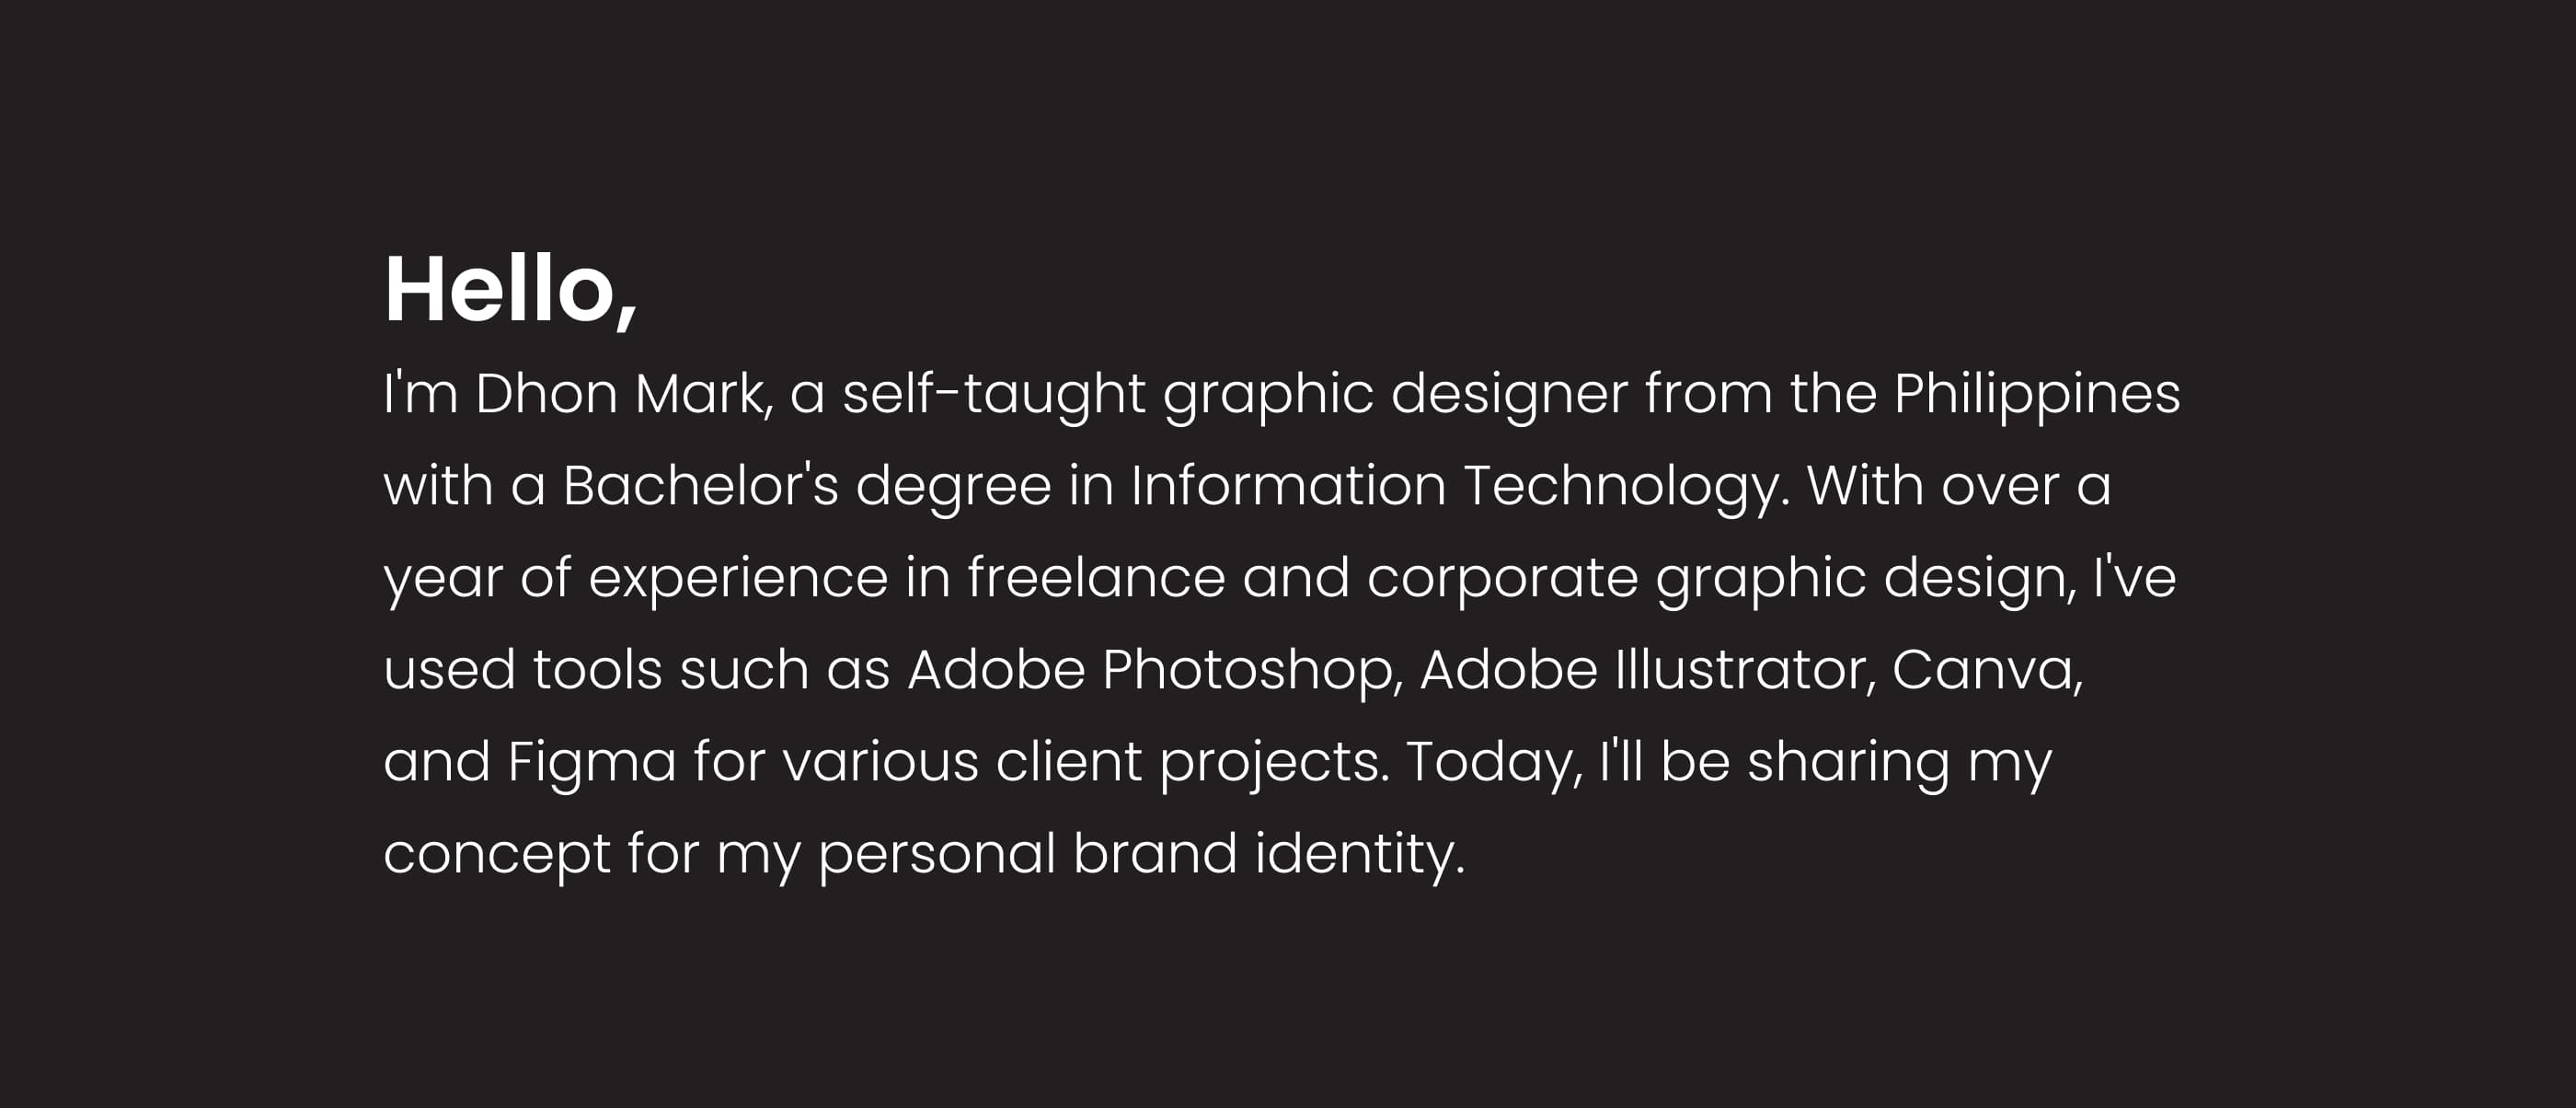 Hello,
I'm Dhon Mark, a self-taught graphic designer from the Philippines
with a Bachelor's degree in Information Technology. With over a
year of experience in freelance and corporate graphic design, I've
used tools such as Adobe Photoshop, Adobe Illustrator, Canva,
and Figma for various client projects. Today, I'll be sharing my
concept for my personal brand identity.